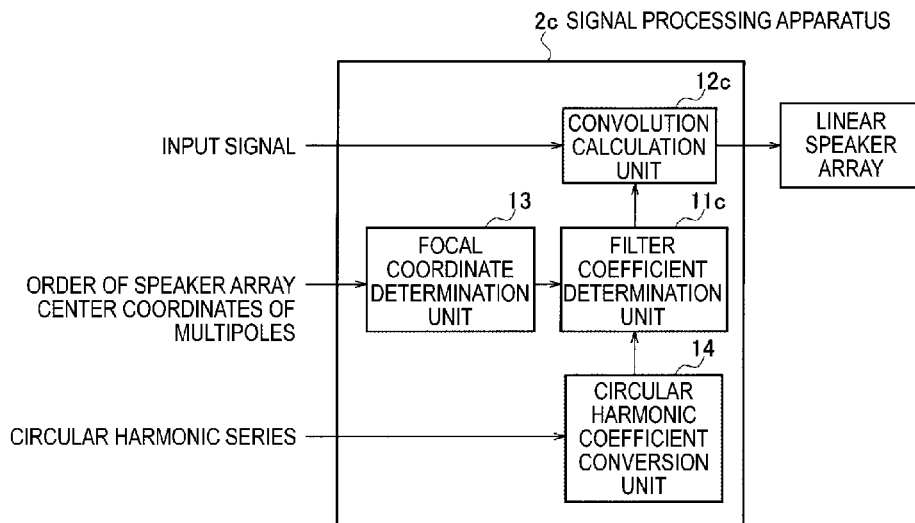 2c SIGNAL PROCESSING APPARATUS
12c
INPUT SIGNAL
CONVOLUTION
CALCULATION
UNIT
LINEAR
SPEAKER
ARRAY
13
11c
ORDER OF SPEAKER ARRAY
CENTER COORDINATES OF
MULTIPOLES
FOCAL
COORDINATE
DETERMINATION
UNIT
FILTER
COEFFICIENT
DETERMINATION
UNIT
14
CIRCULAR HARMONIC SERIES
CIRCULAR
HARMONIC
COEFFICIENT
CONVERSION
UNIT